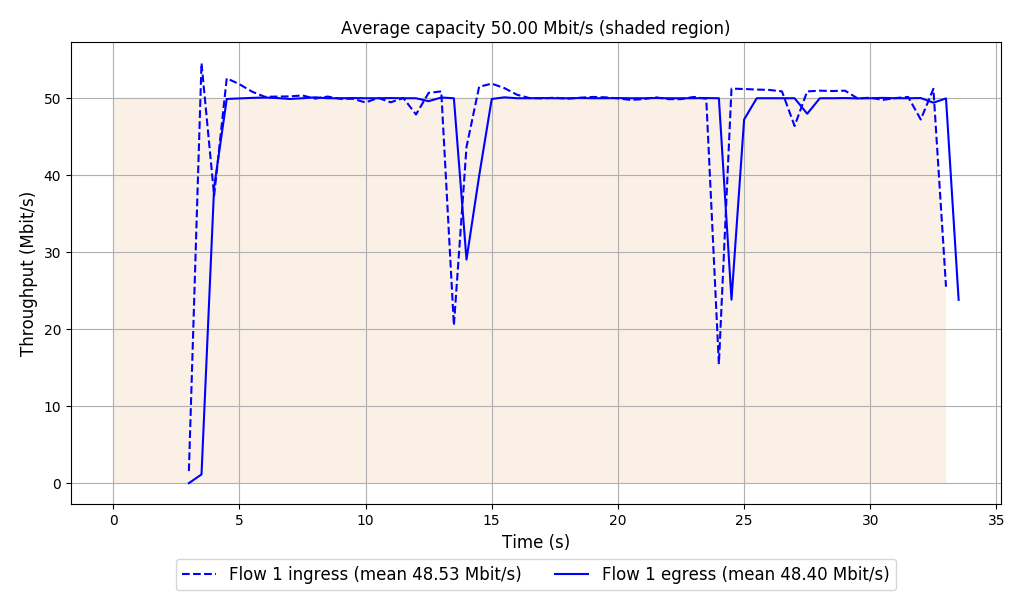 Average capacity 50.00 Mbit/s (shaded region)
Throughput (Mbit/s)
50
40
30
20
10
0
0 5 10 15 20 25 30 35
Time (s)
Flow 1 ingress (mean 48.53 Mbit/s) Flow 1 egress (mean 48.40 Mbit/s)